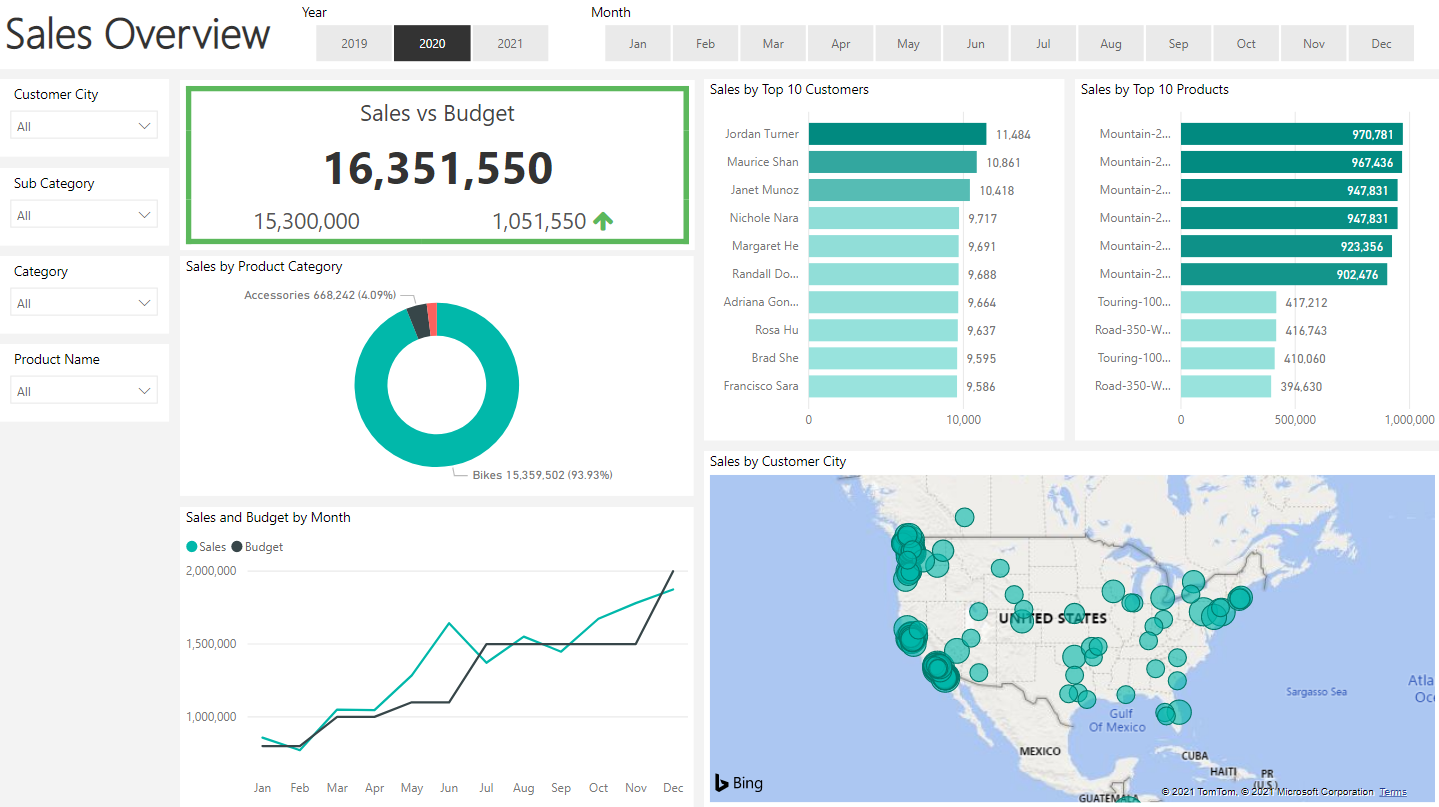 Sales Overview
Year
2019 2020 2021
Month
Jan Feb Mar Apr May Jun Jul Aug Sep Oct Nov Dec
Customer City
All
Sub Category
All
Category
All
Product Name
All
Sales vs Budget
16,351,550
15,300,000 1,051,550
Sales by Product Category
Accessories 668,242 (4.09%)
Bikes 15,359,502 (93.93%)
Sales and Budget by Month
Sales Budget
2,000,000
1,500,000
1,000,000
Jan Feb Mar Apr May Jun Jul Aug Sep Oct Nov Dec
Sales by Top 10 Customers
Jordan Turner 11,484
Maurice Shan 10,861
Janet Munoz 10,418
Nichole Nara 9,717
Margaret He 9,691
Randall Do... 9,688
Adriana Gon... 9,664
Rosa Hu 9,637
Brad She 9,595
Francisco Sara 9,586
0 10,000
Sales by Top 10 Products
Mountain-2... 970,781
Mountain-2... 967,436
Mountain-2... 947,831
Mountain-2... 947,831
Mountain-2... 923,356
Mountain-2... 902,476
Touring-100... 417,212
Road-350-W... 416,743
Touring-100... 410,060
Road-350-W... 394,630
0 500,000 1,000,000
Sales by Customer City
UNITED STATES
Sargasso Sea
Atla
Oc
Gulf
Of Mexico
MEXICO
CUBA
HAITI
PR
(U.S.)
GUATEMALA
Bing
© 2021 TomTom, © 2021 Microsoft Corporation Terms